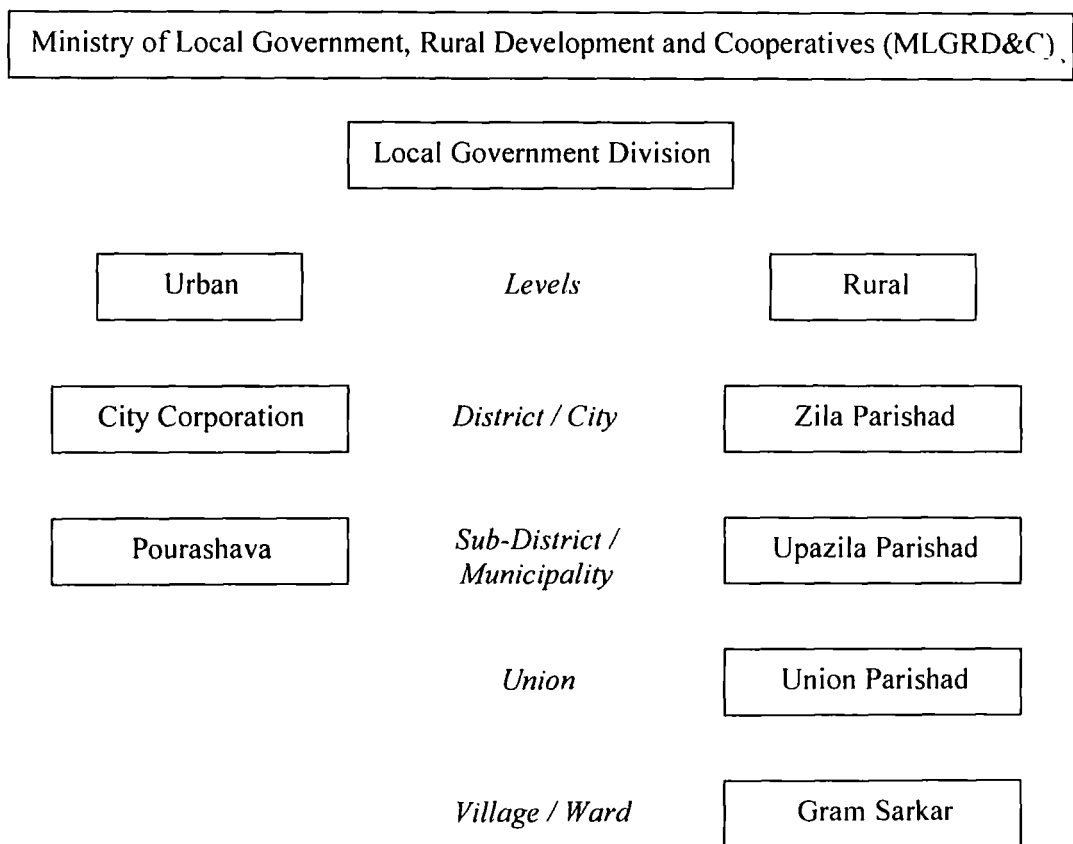 Ministry of Local Government, Rural Development and Cooperatives (MLGRD&C)
Local Government Division
Urban Levels Rural
City Corporation District / City Zila Parishad
Pourashava Sub-District / Upazila Parishad
Municipality
Union Union Parishad
Village / Ward Gram Sarkar